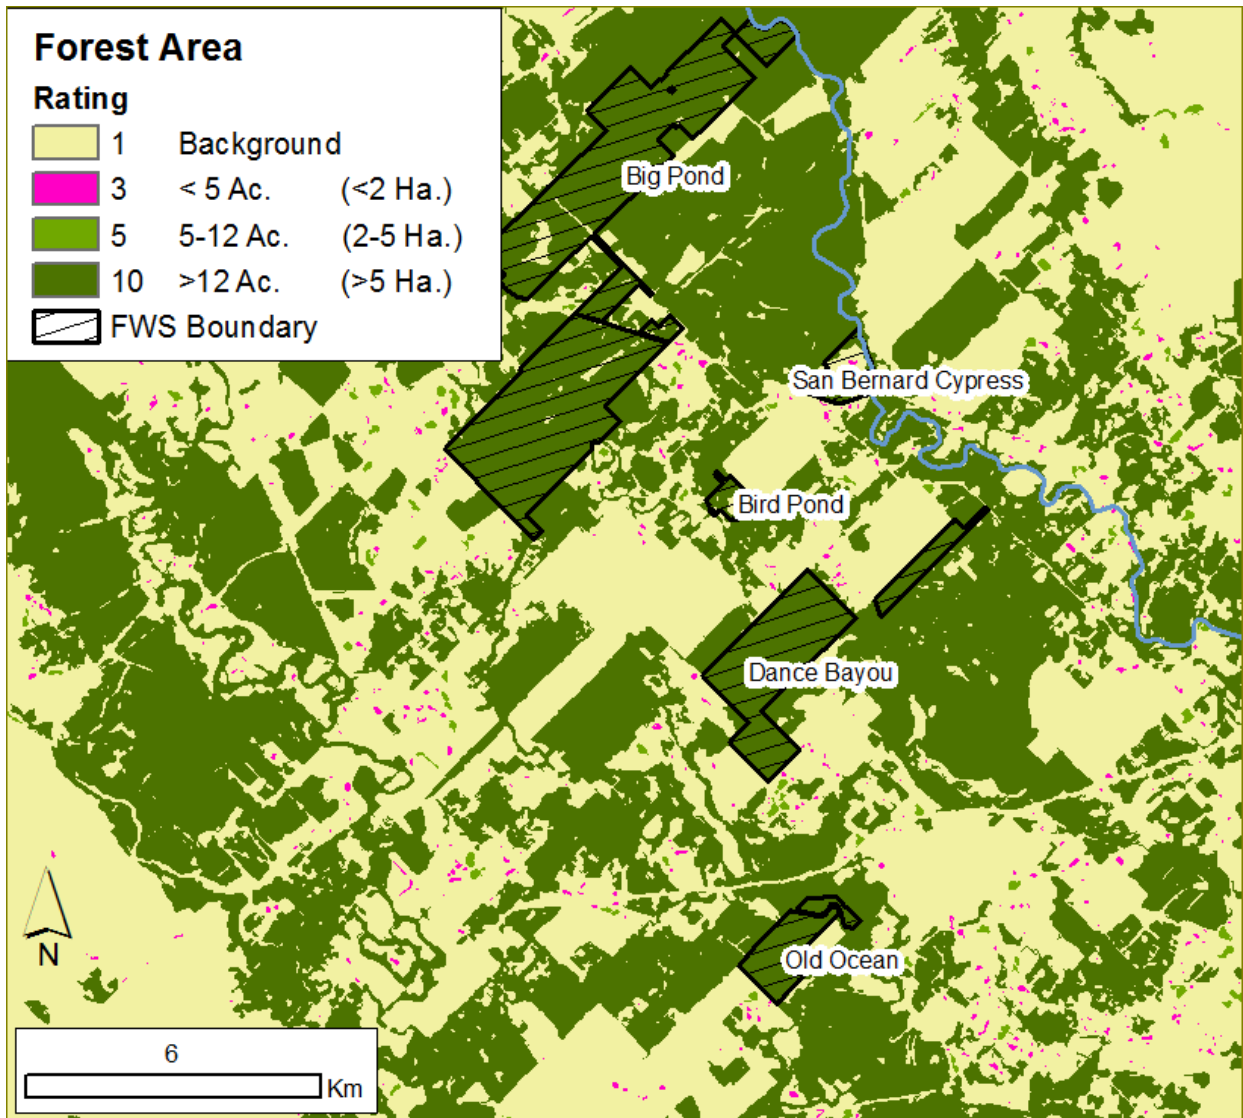 Forest Area
Rating
1 Background
3 < 5 Ac. (<2 Ha.)
5 5-12 Ac. (2-5 Ha.)
10 >12 Ac. (>5 Ha.)
FWS Boundary
Big Pond
San Bernard Cypress
Bird Pond
Dance Bayou
Old Ocean
N
6
Km